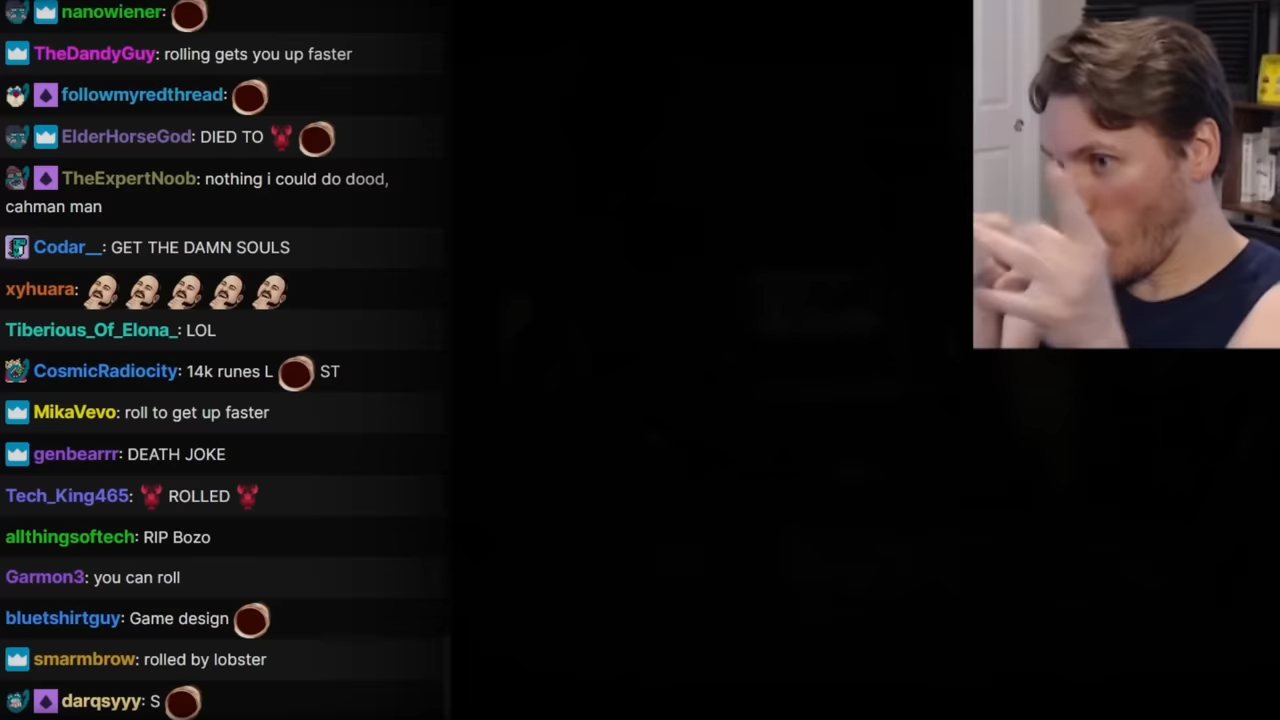 nanowiener:
TheDandyGuy: rolling gets you up faster
followmyredthread:
ElderHorseGod: DIED TO
TheExpertNoob: nothing i could do dood,
cahman man
Codar__: GET THE DAMN SOULS
xyhuara:
Tiberious_Of_Elona_: LOL
CosmicRadiocity: 14k runes L ST
MikaVevo: roll to get up faster
genbearrr: DEATH JOKE
Tech_King465: ROLLED
allthingsoftech: RIP Bozo
Garmon3: you can roll
bluetshirtguy: Game design
smarmbrow: rolled by lobster
darqsyyy: S